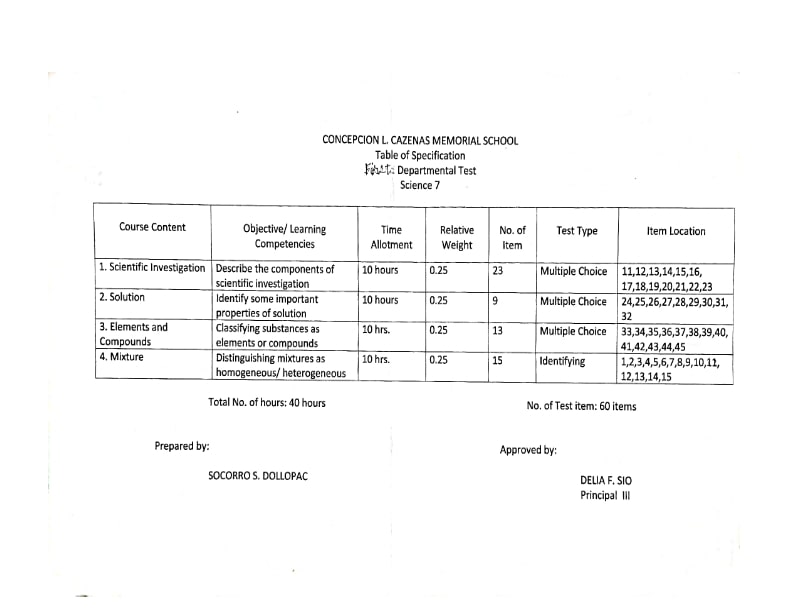 CONCEPCION L. CAZENAS MEMORIAL SCHOOL
Table of Specification
First: Departmental Test
Science 7
Course Content
Objective/ Learning Competencies
Time Allotment
Relative Weight
No. of Item
Test Type
Item Location
1. Scientific Investigation
Describe the components of
scientific investigation
10 hours
0.25
23
Multiple Choice
11,12,13,14,15,16,
17,18,19,20,21,22,23
2. Solution
Identify some important
properties of solution
10 hours
0.25
9
Multiple Choice
24,25,26,27,28,29,30,31,
32
3. Elements and
Compounds
Classifying substances as
elements or compounds
10 hrs.
0.25
13
Multiple Choice
33,34,35,36,37,38,39,40,
41,42,43,44,45
4. Mixture
Distinguishing mixtures as
homogeneous/ heterogeneous
10 hrs.
0.25
15
Identifying
1,2,3,4,5,6,7,8,9,10,11,
12,13,14,15
Total No. of hours: 40 hours
No. of Test item: 60 items
Prepared by:
Approved by:
SOCORRO S. DOLLOPAC
DELIA F. SIO
Principal III